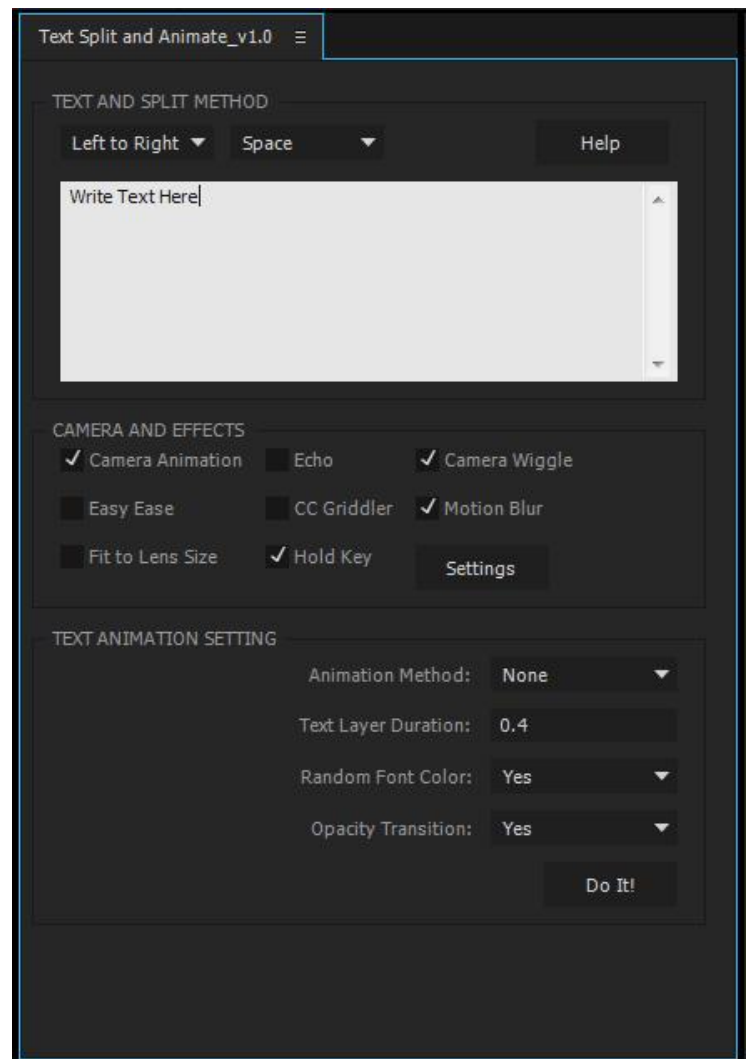 Text Split and Animate_v1.0
TEXT AND SPLIT METHOD
Left to Right Space Help
Write Text Here
CAMERA AND EFFECTS
Camera Animation Echo Camera Wiggle
Easy Ease CC Griddler Motion Blur
Fit to Lens Size Hold Key Settings
TEXT ANIMATION SETTING
Animation Method: None
Text Layer Duration: 0.4
Random Font Color: Yes
Opacity Transition: Yes
Do It!